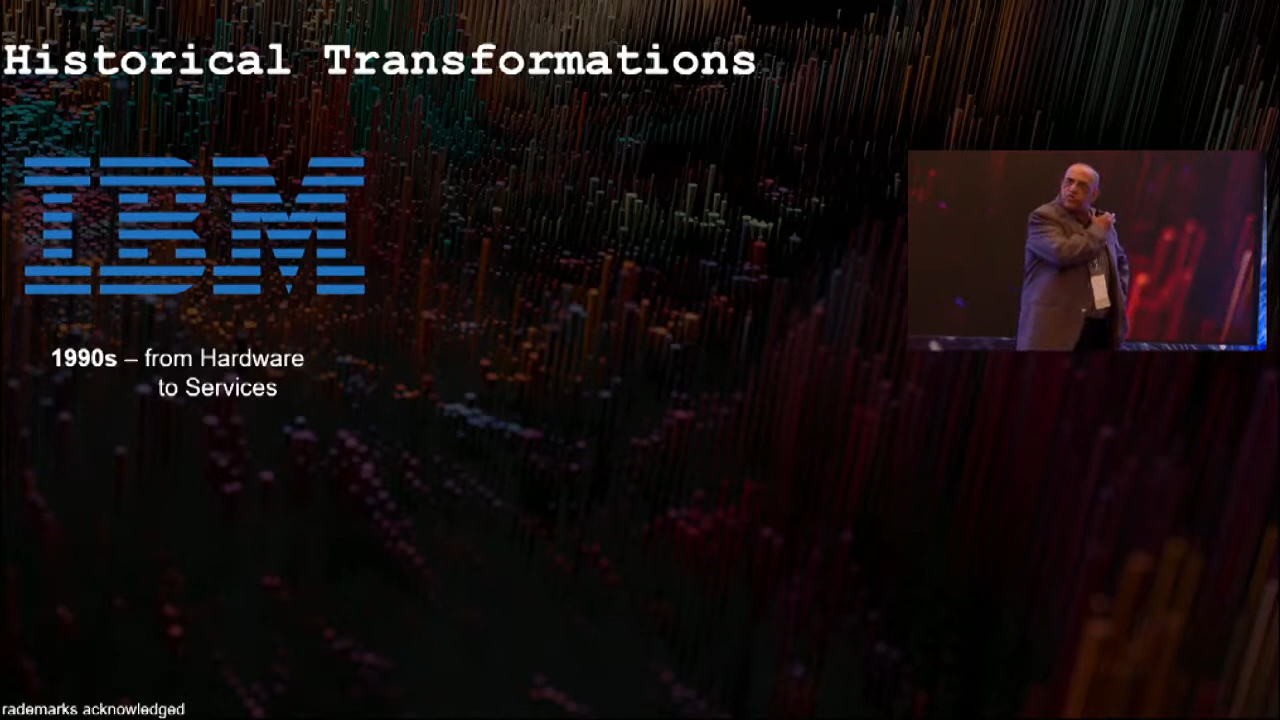 Historical Transformations
IBM
1990s – from Hardware
to Services
rademarks acknowledged